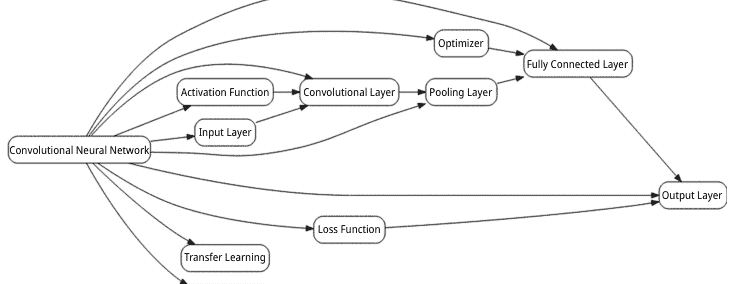 Optimizer
Fully Connected Layer
Activation Function
Convolutional Layer
Pooling Layer
Input Layer
Convolutional Neural Network
Output Layer
Loss Function
Transfer Learning